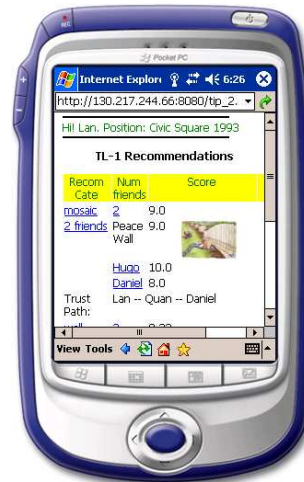 REC
Pocket PC
Internet Explore 6:26
http://130.217.244.66:8080/tip_2.
Hi! Lan. Position: Civic Square 1993
TL-1 Recommendations
Recom Cate Num friends Score
mosaic 2 9.0
2 friends Peace Wall 9.0
Hugo 10.0
Daniel 8.0
Trust Path: Lan -- Quan -- Daniel
View Tools